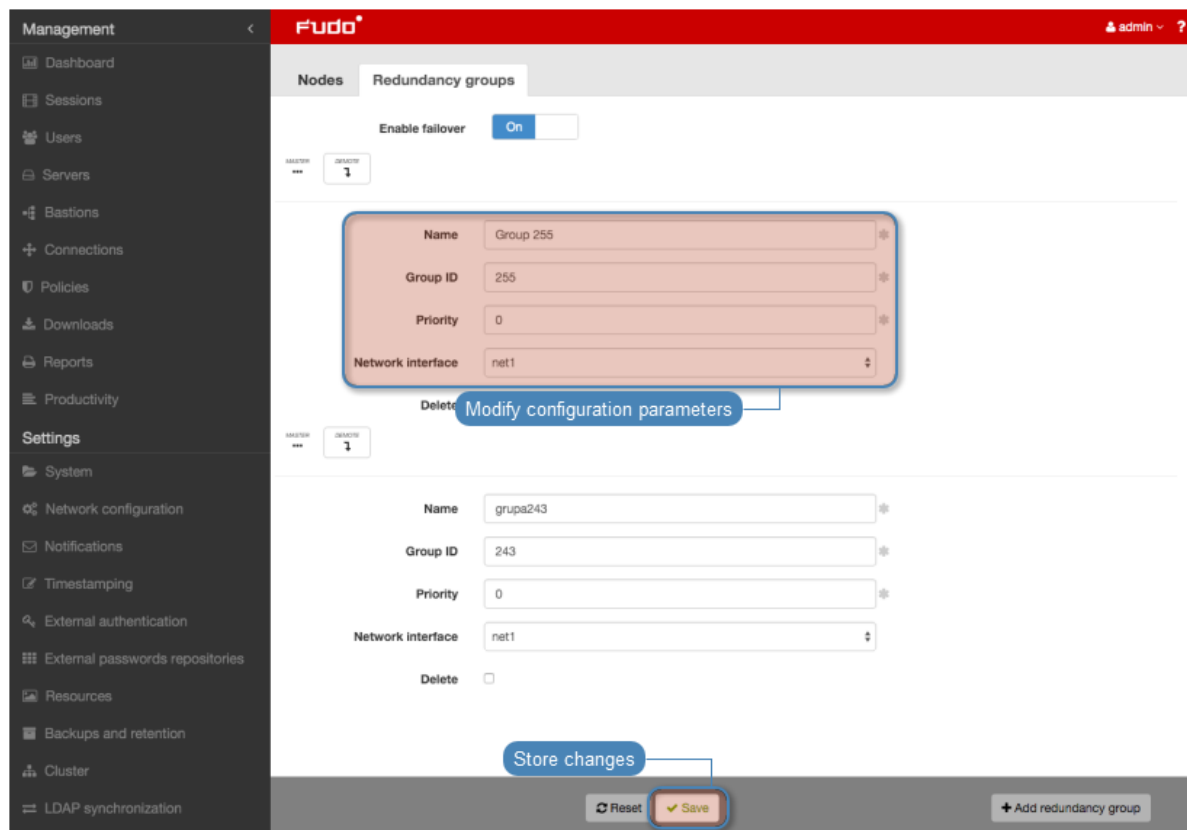 Management
FUDO
admin
?
Dashboard
Sessions
Users
Servers
Bastions
Connections
Policies
Downloads
Reports
Productivity
Settings
System
Network configuration
Notifications
Timestamping
External authentication
External passwords repositories
Resources
Backups and retention
Cluster
LDAP synchronization
Nodes
Redundancy groups
Enable failover On
MASTER DEMOTE
Name Group 255
Group ID 255
Priority 0
Network interface net1
Delete
Modify configuration parameters
MASTER DEMOTE
Name grupa243
Group ID 243
Priority 0
Network interface net1
Delete
Store changes
Reset
Save
+ Add redundancy group